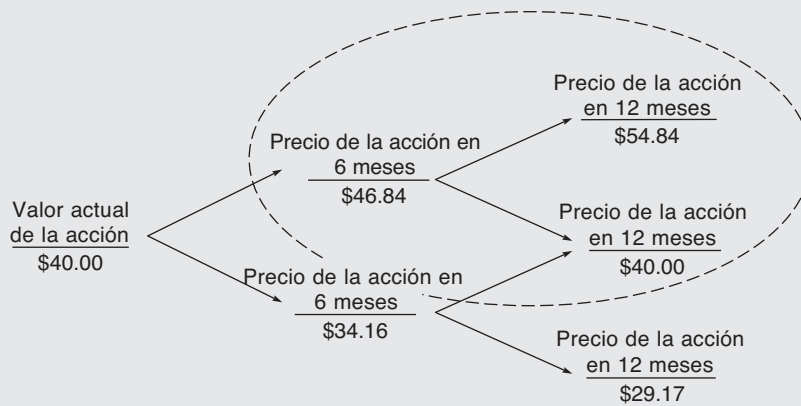 Valor actual
de la acción
$40.00
Precio de la acción en
6 meses
$46.84
Precio de la acción en
6 meses
$34.16
Precio de la acción
en 12 meses
$54.84
Precio de la acción
en 12 meses
$40.00
Precio de la acción
en 12 meses
$29.17